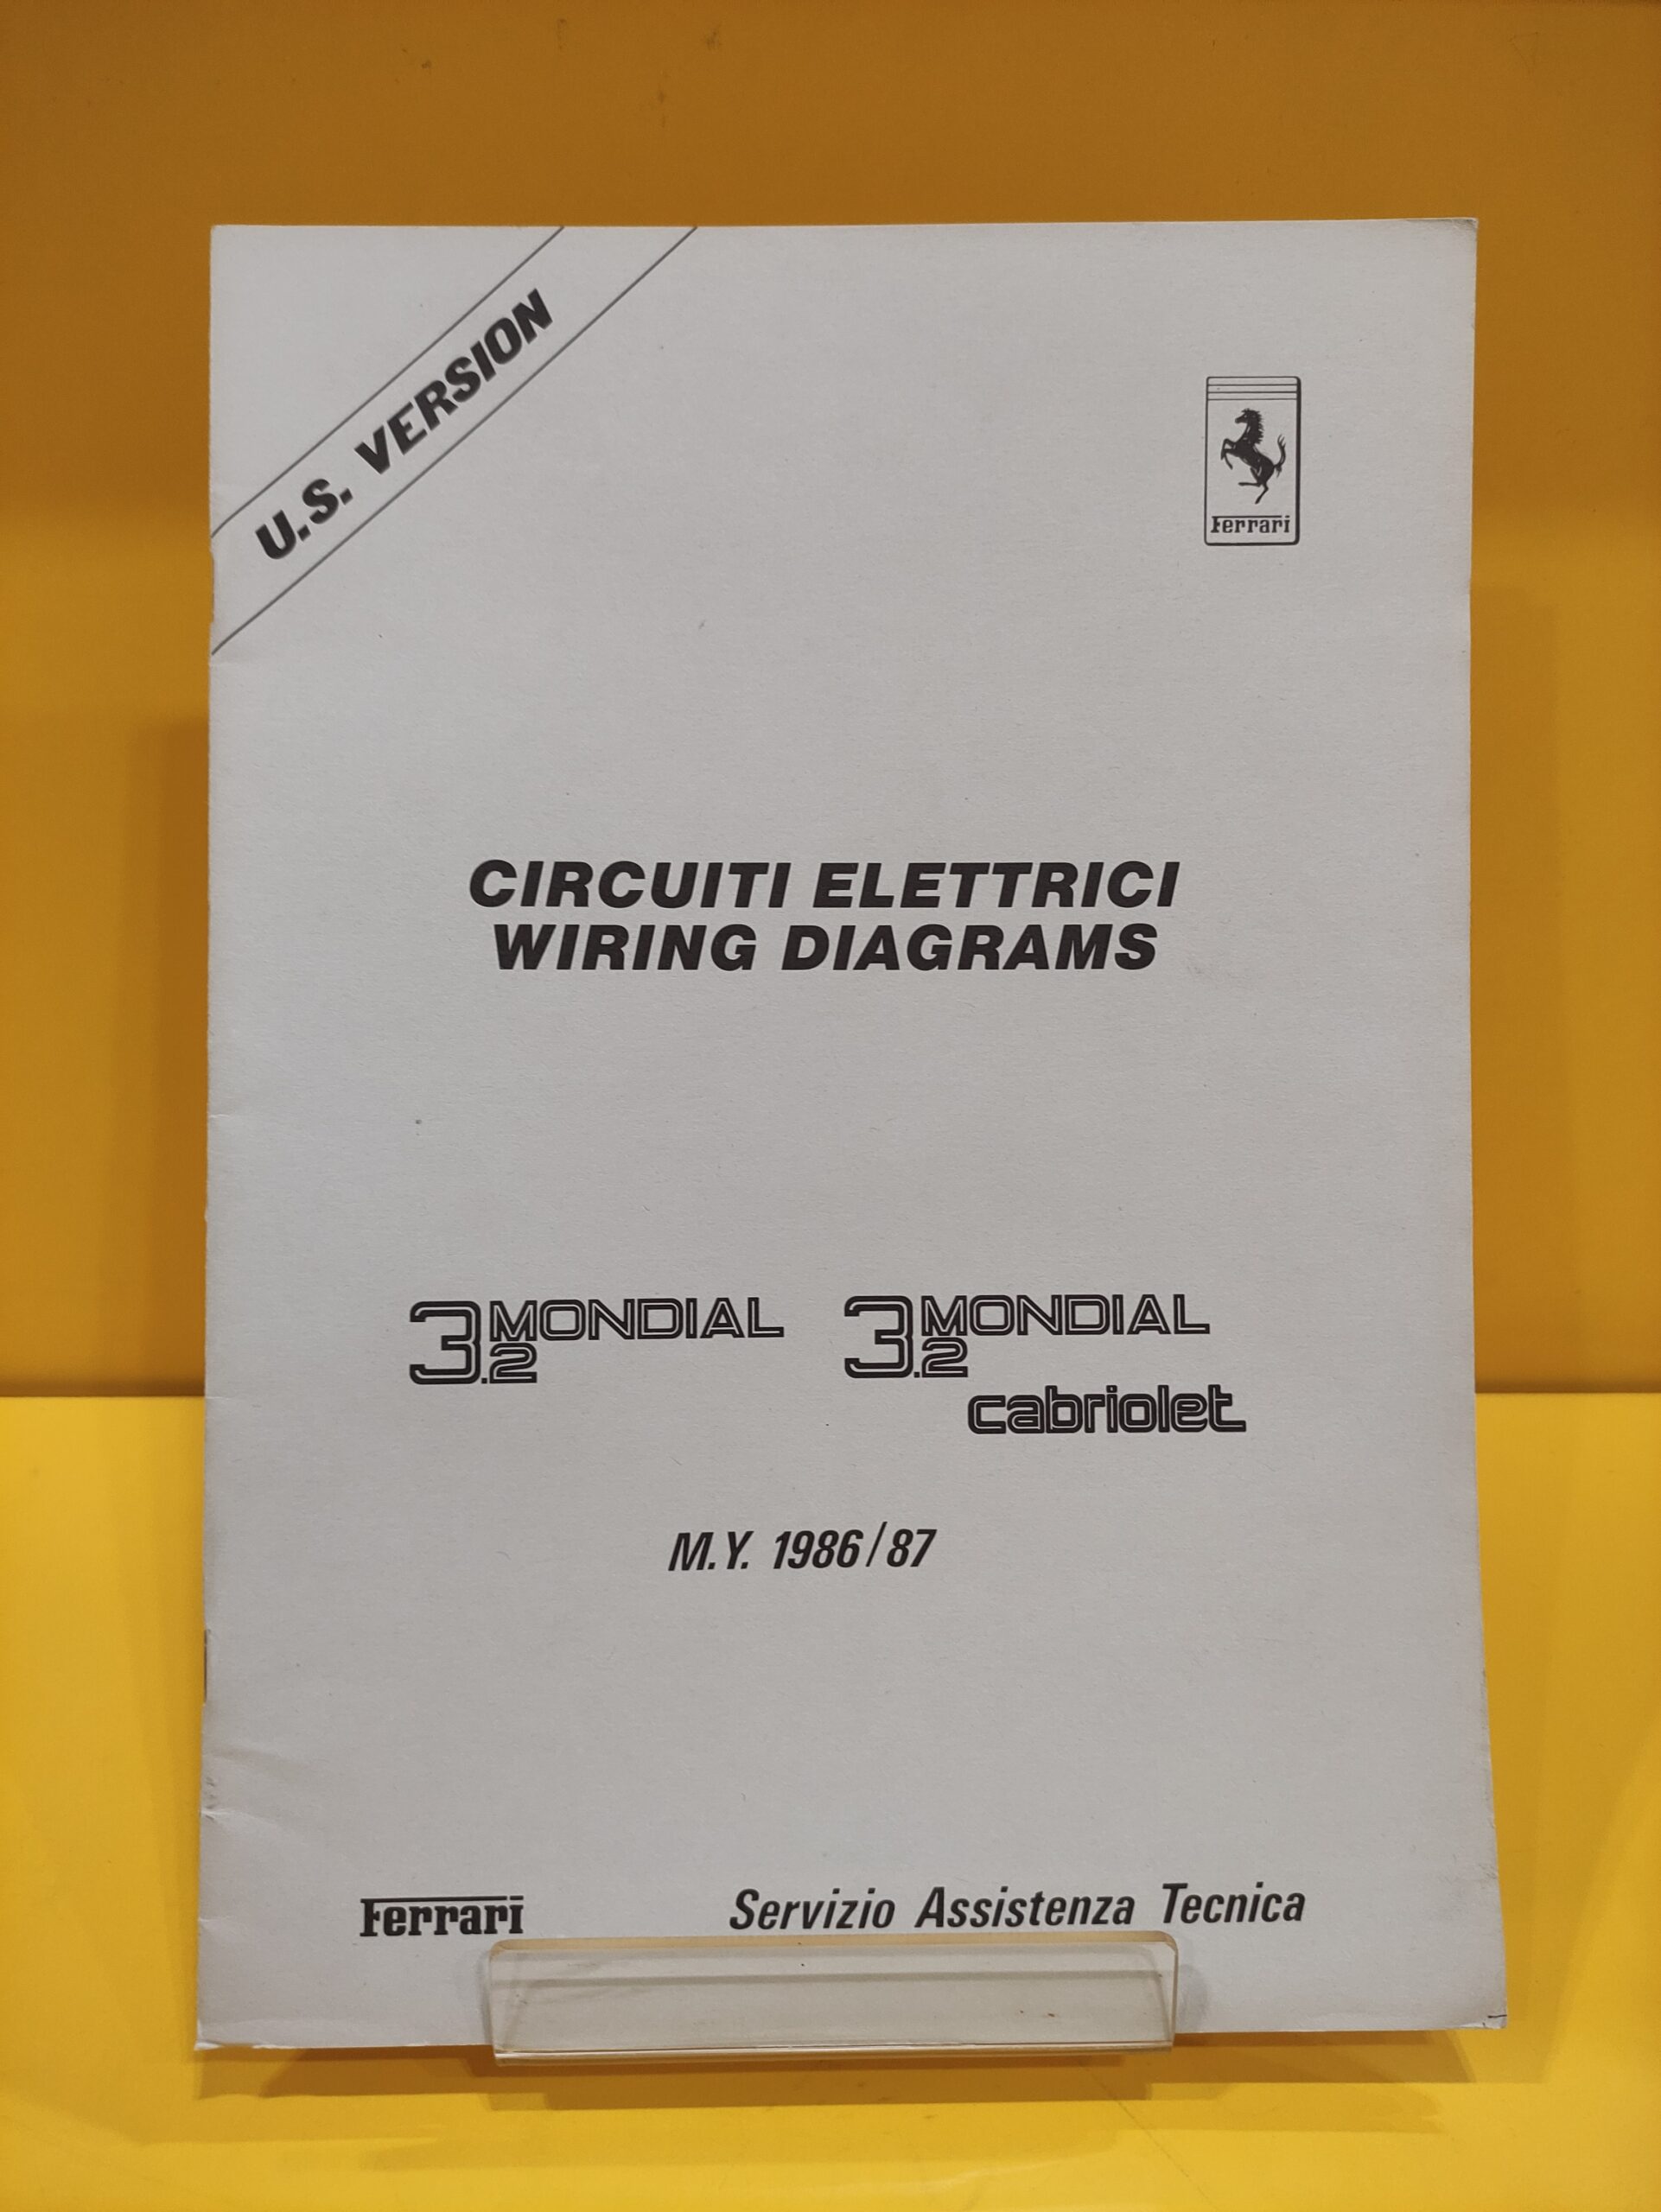 U.S. VERSION
Ferrari
CIRCUITI ELETTRICI
WIRING DIAGRAMS
3.2 MONDIAL
3.2 MONDIAL
cabriolet
M.Y. 1986/87
Ferrari
Servizio Assistenza Tecnica